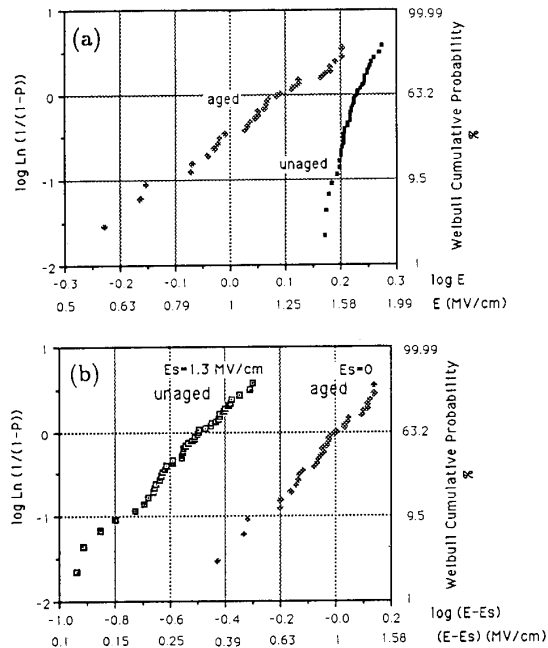 (a)
log Ln (1/(1-P))
1
0
-1
-2
aged
unaged
99.99
63.2
9.5
1
Weibull Cumulative Probability
%
-0.3 -0.2 -0.1 0.0 0.1 0.2 0.3 log E
0.5 0.63 0.79 1 1.25 1.58 1.99 E (MV/cm)
(b)
log Ln (1/(1-P))
1
0
-1
-2
Es=1.3 MV/cm
unaged
Es=0
aged
99.99
63.2
9.5
1
Weibull Cumulative Probability
%
-1.0 -0.8 -0.6 -0.4 -0.2 -0.0 0.2
log (E-Es)
0.1 0.15 0.25 0.39 0.63 1 1.58
(E-Es) (MV/cm)